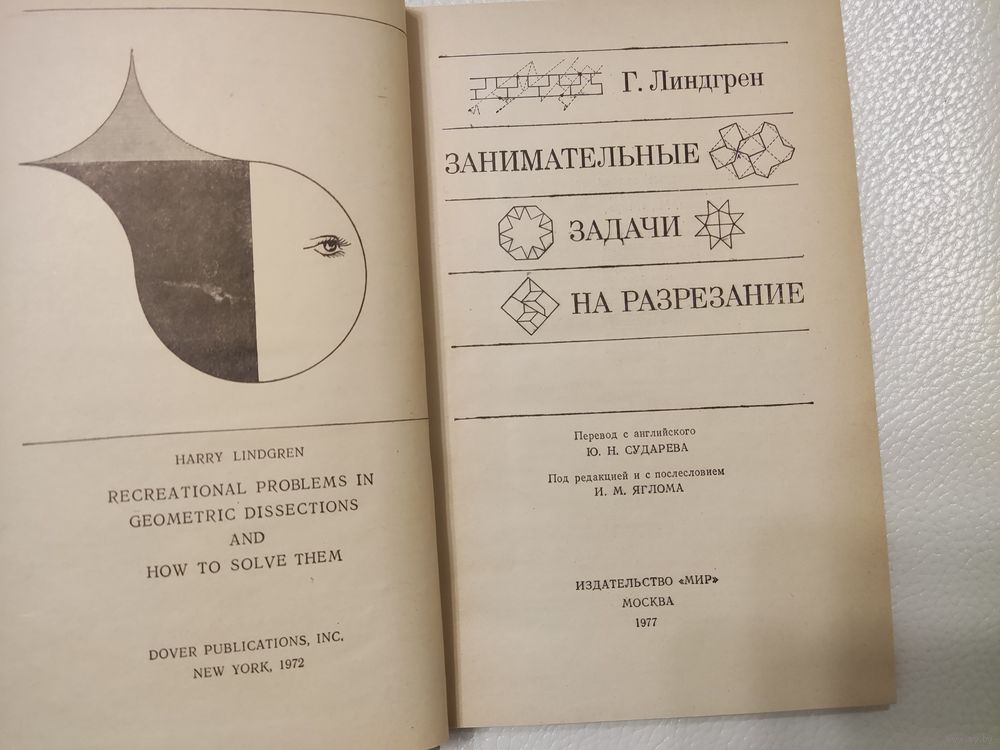 HARRY LINDGREN
RECREATIONAL PROBLEMS IN
GEOMETRIC DISSECTIONS
AND
HOW TO SOLVE THEM
DOVER PUBLICATIONS, INC.
NEW YORK, 1972
Г. Линдгрен
ЗАНИМАТЕЛЬНЫЕ
ЗАДАЧИ
НА РАЗРЕЗАНИЕ
Перевод с английского
Ю. Н. СУДАРЕВА
Под редакцией и с послесловием
И. М. ЯГЛОМА
ИЗДАТЕЛЬСТВО «МИР»
МОСКВА
1977